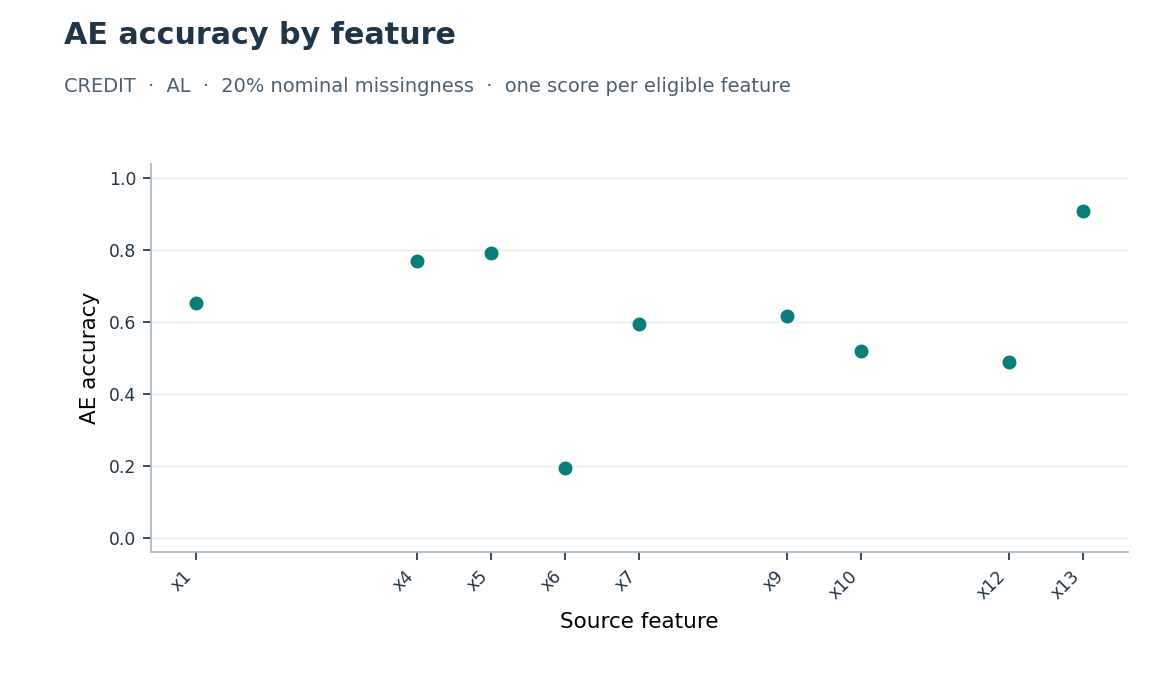 AE accuracy by feature
CREDIT · AL · 20% nominal missingness · one score per eligible feature
1.0
0.8
0.6
0.4
0.2
0.0
AE accuracy
x1
x4
x5
x6
x7
x9
x10
x12
x13
Source feature